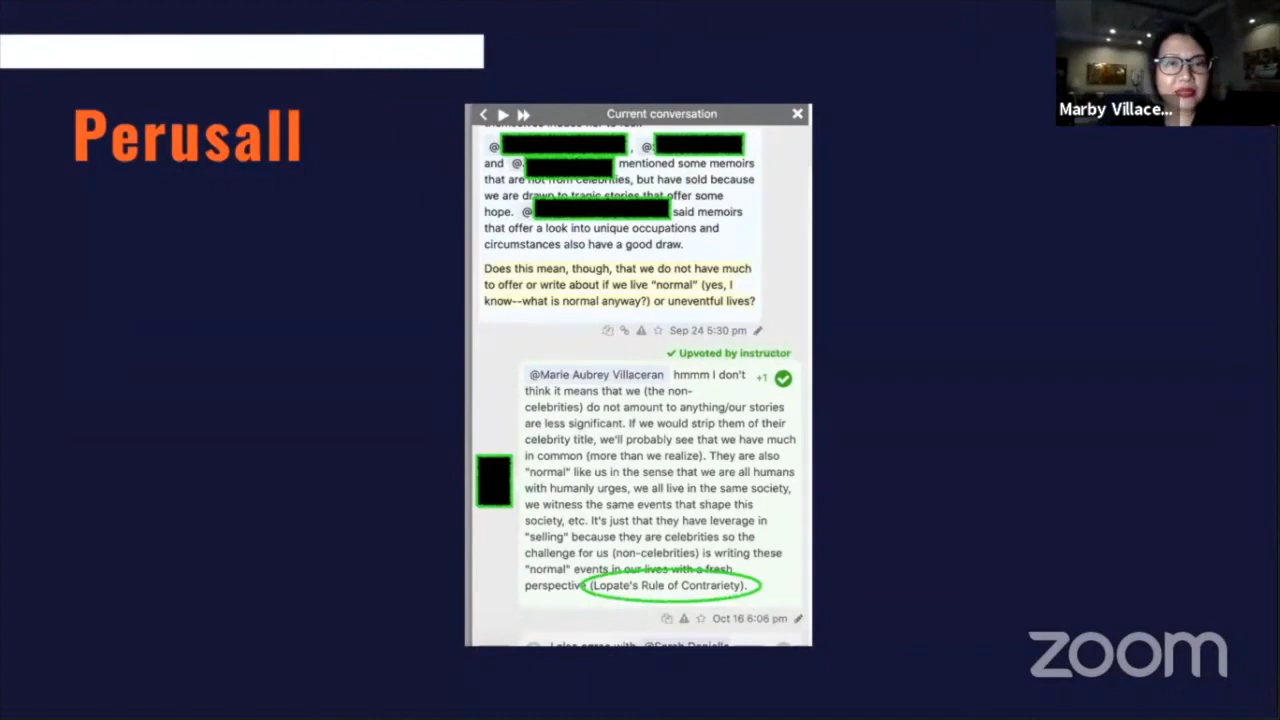 Perusall
Marby Villace...
Current conversation
@ , @
and @ mentioned some memoirs
that are not from celebrities, but have sold because
we are drawn to tragic stories that offer some
hope. @ said memoirs
that offer a look into unique occupations and
circumstances also have a good draw.
Does this mean, though, that we do not have much
to offer or write about if we live "normal" (yes, I
know--what is normal anyway?) or uneventful lives?
Sep 24 5:30 pm
Upvoted by instructor
@Marie Aubrey Villaceran hmmm I don't +1
think it means that we (the non-
celebrities) do not amount to anything/our stories
are less significant. If we would strip them of their
celebrity title, we'll probably see that we have much
in common (more than we realize). They are also
"normal" like us in the sense that we are all humans
with humanly urges, we all live in the same society,
we witness the same events that shape this
society, etc. It's just that they have leverage in
"selling" because they are celebrities so the
challenge for us (non-celebrities) is writing these
"normal" events in our lives with a fresh
perspective (Lopate's Rule of Contrariety).
Oct 16 6:06 pm
I also agree with @Sarah Danielle
zoom